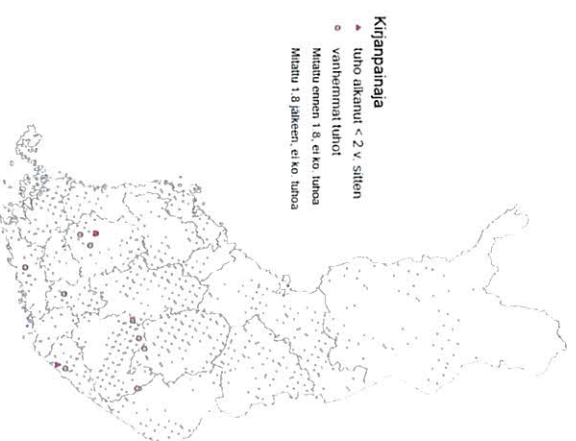 Kirjanpainaja
tuho alkanut < 2 v. sitten
vanhemmat tuhot
Mitattu ennen 1.8, ei ko. tuhoa
Mitattu 1.8 jälkeen, ei ko. tuhoa